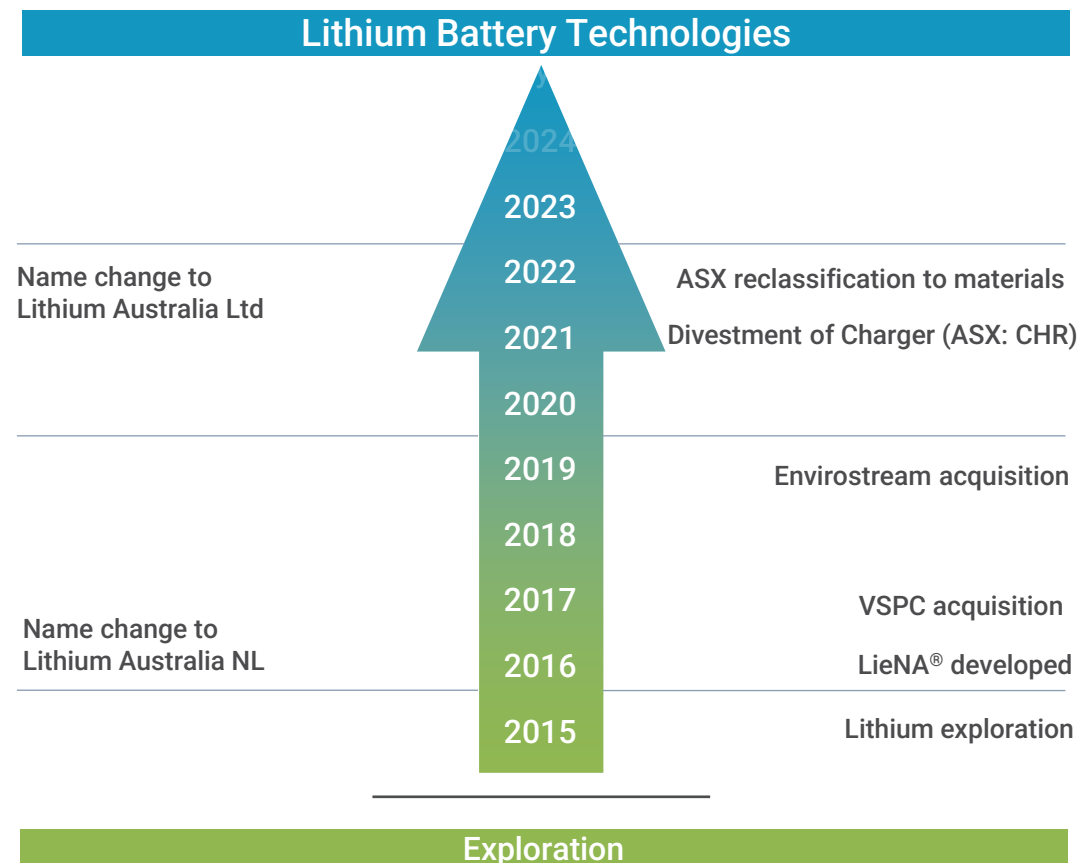 Lithium Battery Technologies
2024
2023
2022
Name change to
Lithium Australia Ltd
ASX reclassification to materials
2021
Divestment of Charger (ASX: CHR)
2020
2019
Envirostream acquisition
2018
2017
VSPC acquisition
Name change to
Lithium Australia NL
2016
LieNA® developed
2015
Lithium exploration
Exploration